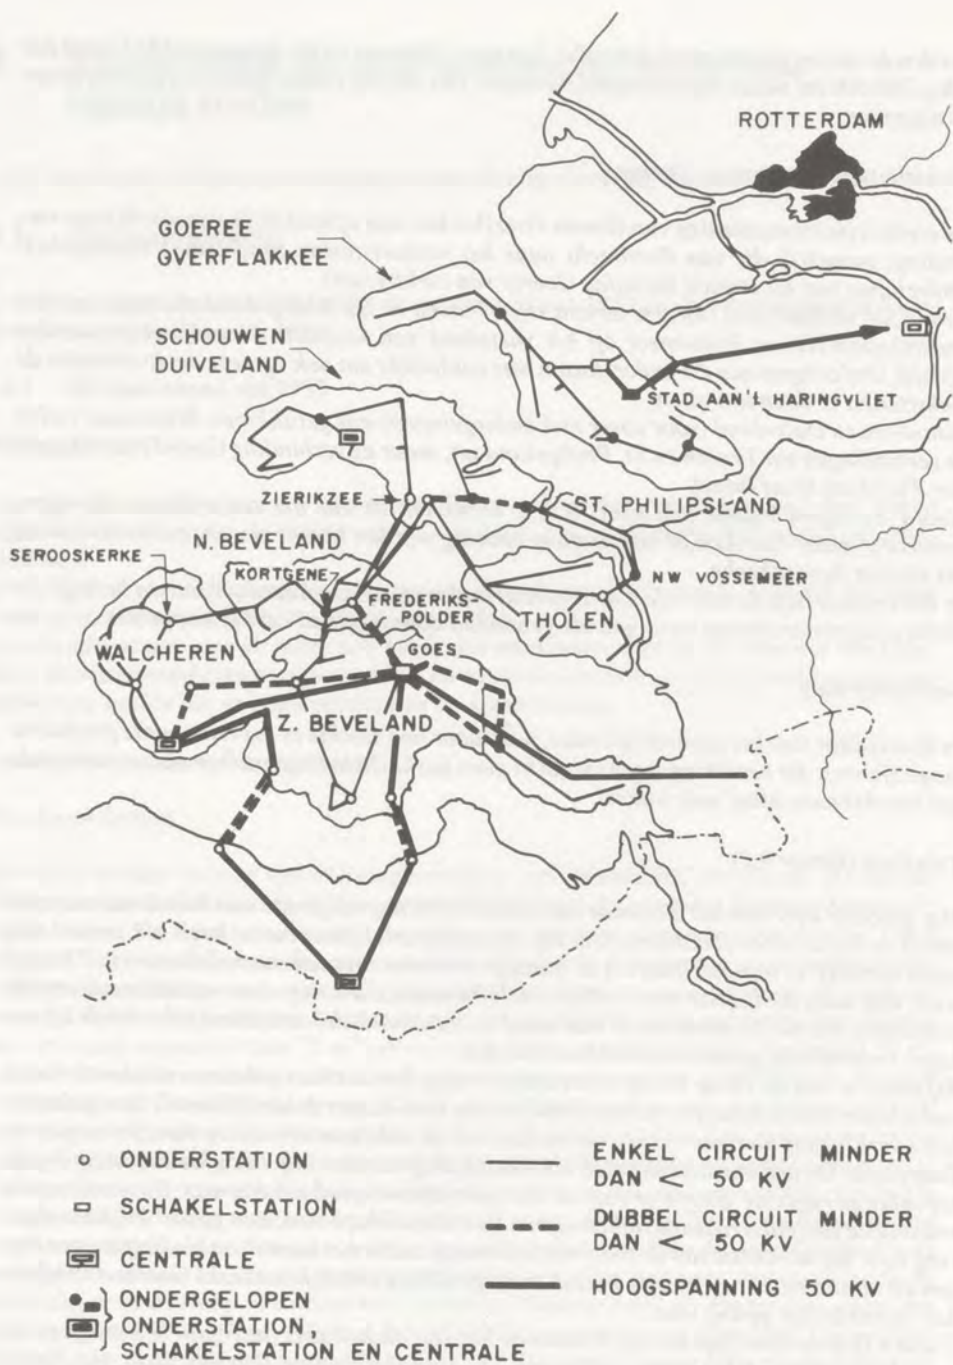 ROTTERDAM
GOEREE
OVERFLAKKEE
SCHOUWEN
DUIVELAND
STAD AAN'T HARINGVLIET
ZIERIKZEE
ST. PHILIPSLAND
N. BEVELAND
SEROOSKERKE
KORTGENE
NW VOSSEMEER
FREDERIKS-
POLDER
THOLEN
WALCHEREN
GOES
Z. BEVELAND
ONDERSTATION
SCHAKELSTATION
CENTRALE
ONDERGELOPEN
ONDERSTATION,
SCHAKELSTATION EN CENTRALE
ENKEL CIRCUIT MINDER
DAN < 50 KV
DUBBEL CIRCUIT MINDER
DAN < 50 KV
HOOGSPANNING 50 KV